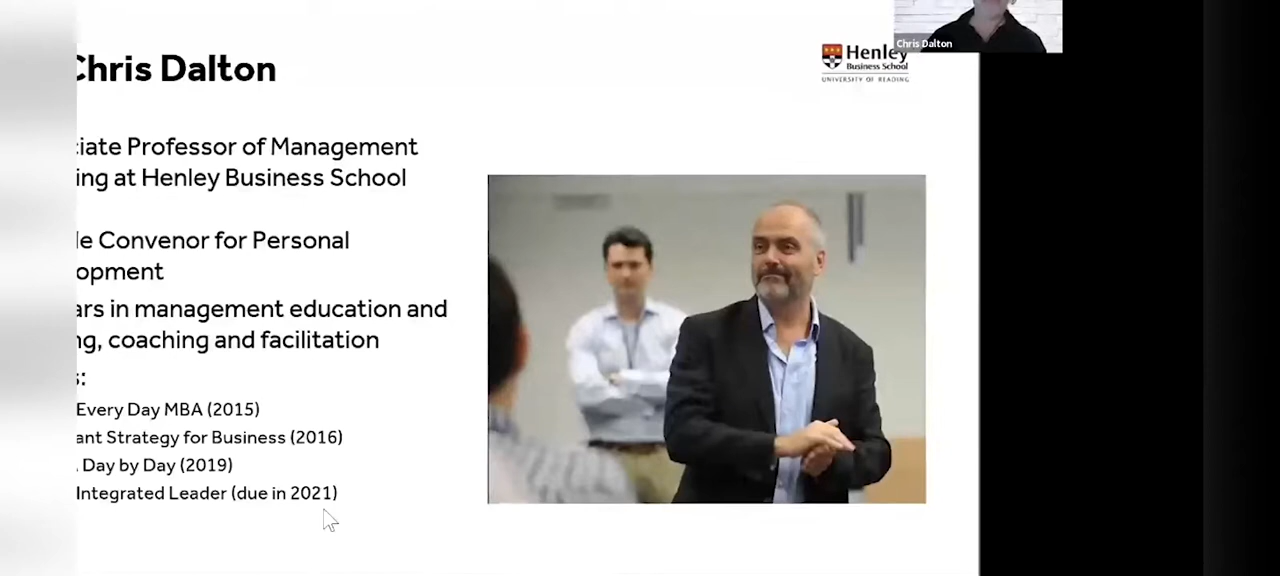 Chris Dalton
ciate Professor of Management
ing at Henley Business School
le Convenor for Personal
lopment
ars in management education and
ng, coaching and facilitation
s:
Every Day MBA (2015)
ant Strategy for Business (2016)
Day by Day (2019)
Integrated Leader (due in 2021)
Henley
Business School
UNIVERSITY OF READING
Chris Dalton